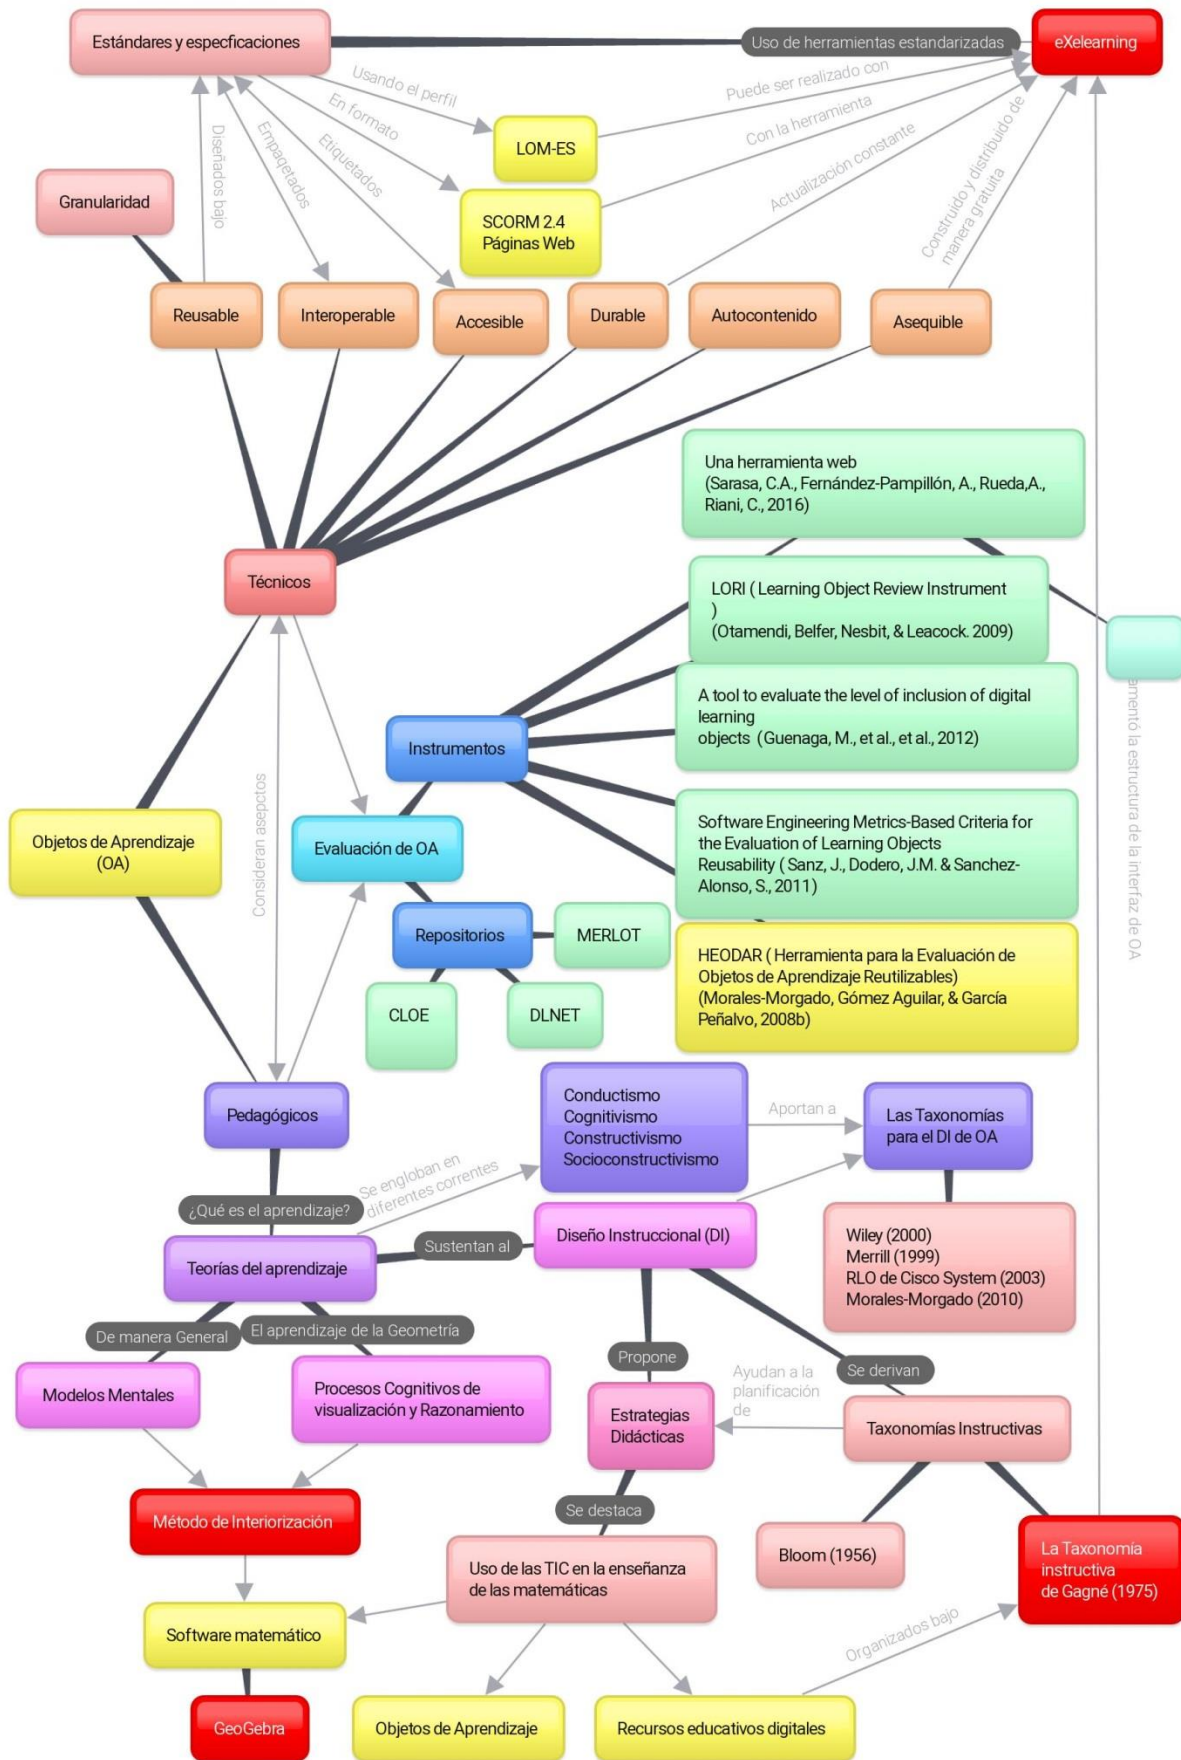 Estándares y especficaciones
Uso de herramientas estandarizadas
eXelearning
Usando el perfil
Puede ser realizado con
En formato
Con la herramienta
Empaqetados
Etiquetados
Diseñados bajo
LOM-ES
Actualización constante
Construido y distribuido de
manera gratuita
Granularidad
SCORM 2.4
Páginas Web
Reusable
Interoperable
Accesible
Durable
Autocontenido
Asequible
Una herramienta web
(Sarasa, C.A., Fernández-Pampillón, A., Rueda,A.,
Riani, C., 2016)
Técnicos
LORI ( Learning Object Review Instrument
)
(Otamendi, Belfer, Nesbit, & Leacock. 2009)
A tool to evaluate the level of inclusion of digital
learning
objects (Guenaga, M., et al., et al., 2012)
Instrumentos
la estructura de la interfaz de OA
Consideran asepctos
Objetos de Aprendizaje
(OA)
Evaluación de OA
Software Engineering Metrics-Based Criteria for
the Evaluation of Learning Objects
Reusability ( Sanz, J., Dodero, J.M. & Sanchez-
Alonso, S., 2011)
Repositorios
MERLOT
HEODAR ( Herramienta para la Evaluación de
Objetos de Aprendizaje Reutilizables)
(Morales-Morgado, Gómez Aguilar, & García
Peñalvo, 2008b)
CLOE
DLNET
Pedagógicos
Conductismo
Cognitivismo
Constructivismo
Socioconstructivismo
Aportan a
Las Taxonomías
para el DI de OA
Se engloban en
diferentes correntes
¿Qué es el aprendizaje?
Teorías del aprendizaje
Sustentan al
Diseño Instruccional (DI)
Wiley (2000)
Merrill (1999)
RLO de Cisco System (2003)
Morales-Morgado (2010)
De manera General
El aprendizaje de la Geometría
Propone
Ayudan a la
planificación
de
Se derivan
Modelos Mentales
Procesos Cognitivos de
visualización y Razonamiento
Estrategias
Didácticas
Taxonomías Instructivas
Método de Interiorización
Se destaca
Uso de las TIC en la enseñanza
de las matemáticas
Bloom (1956)
La Taxonomía
instructiva
de Gagné (1975)
Software matemático
Organizados bajo
GeoGebra
Objetos de Aprendizaje
Recursos educativos digitales